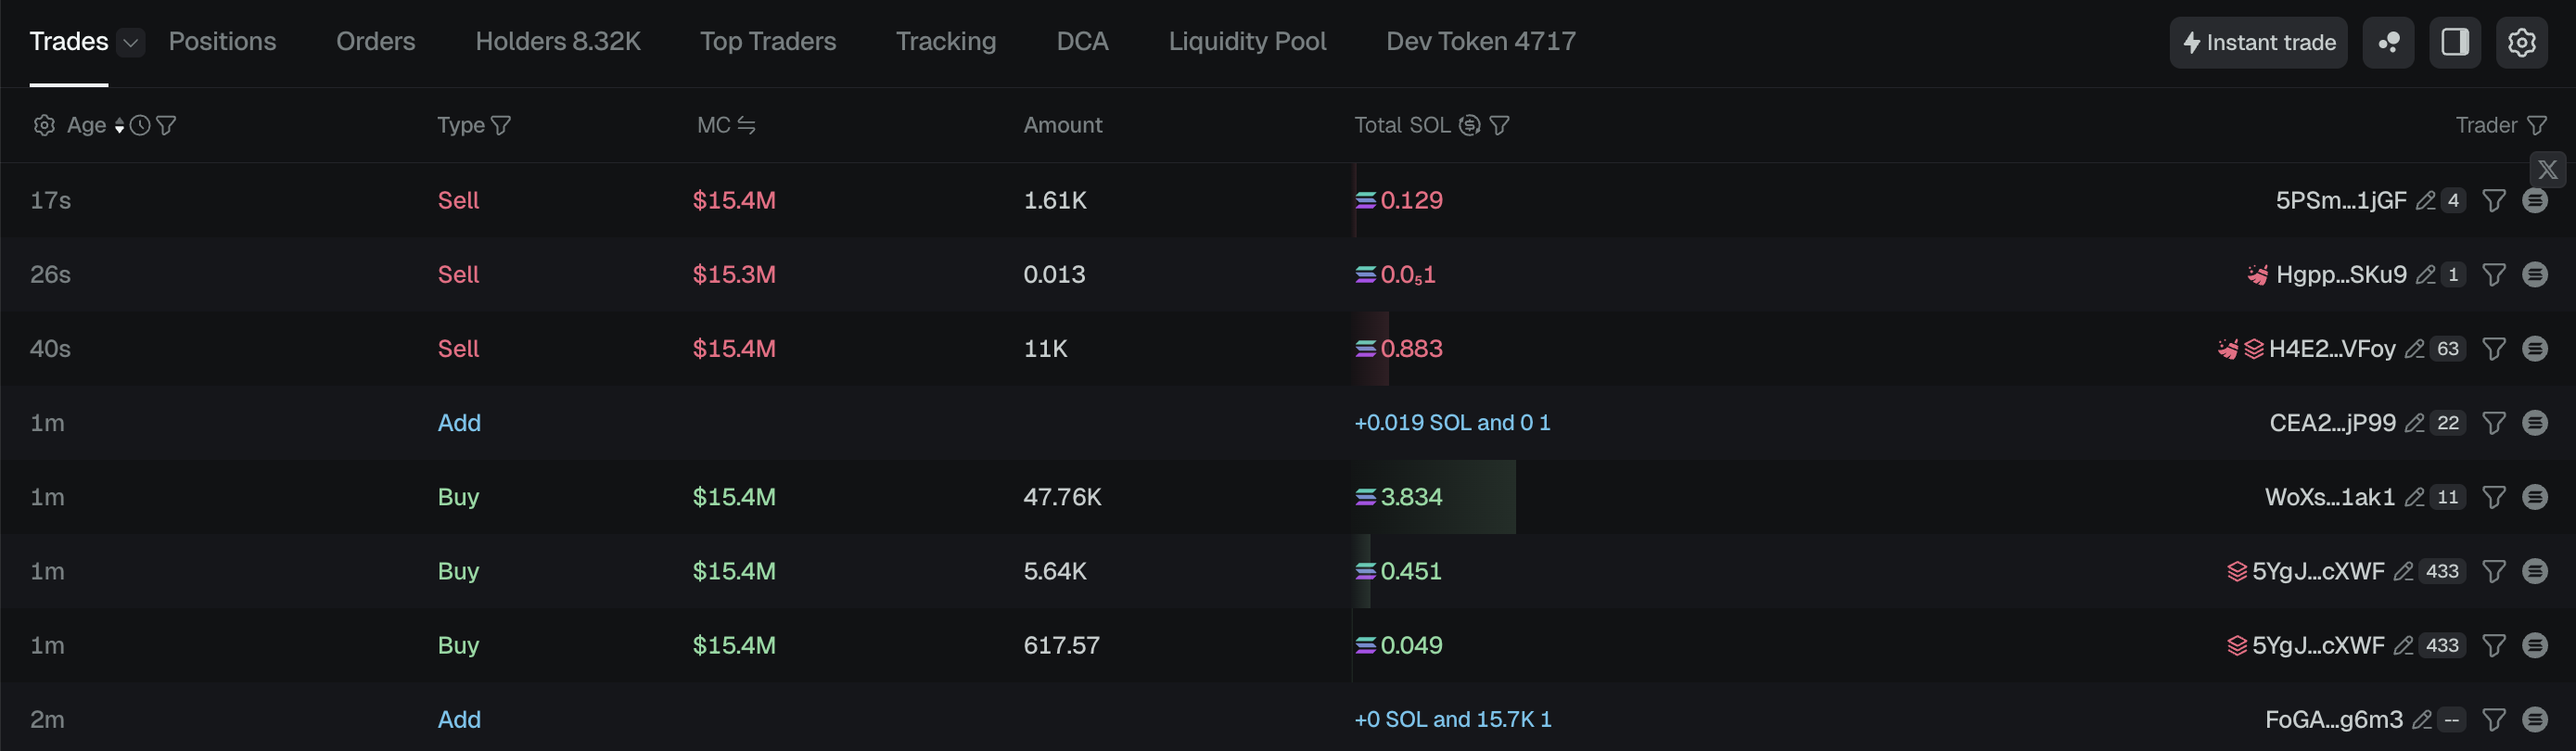 Trades Positions Orders Holders 8.32K Top Traders Tracking DCA Liquidity Pool Dev Token 4717 Instant trade
Age Type MC Amount Total SOL Trader
17s Sell $15.4M 1.61K 0.129 5PSm...1jGF 4
26s Sell $15.3M 0.013 0.0₅1 Hgpp...SKu9 1
40s Sell $15.4M 11K 0.883 H4E2...VFoy 63
1m Add +0.019 SOL and 0 1 CEA2...jP99 22
1m Buy $15.4M 47.76K 3.834 WoXs...1ak1 11
1m Buy $15.4M 5.64K 0.451 5YgJ...cXWF 433
1m Buy $15.4M 617.57 0.049 5YgJ...cXWF 433
2m Add +0 SOL and 15.7K 1 FoGA...g6m3 --